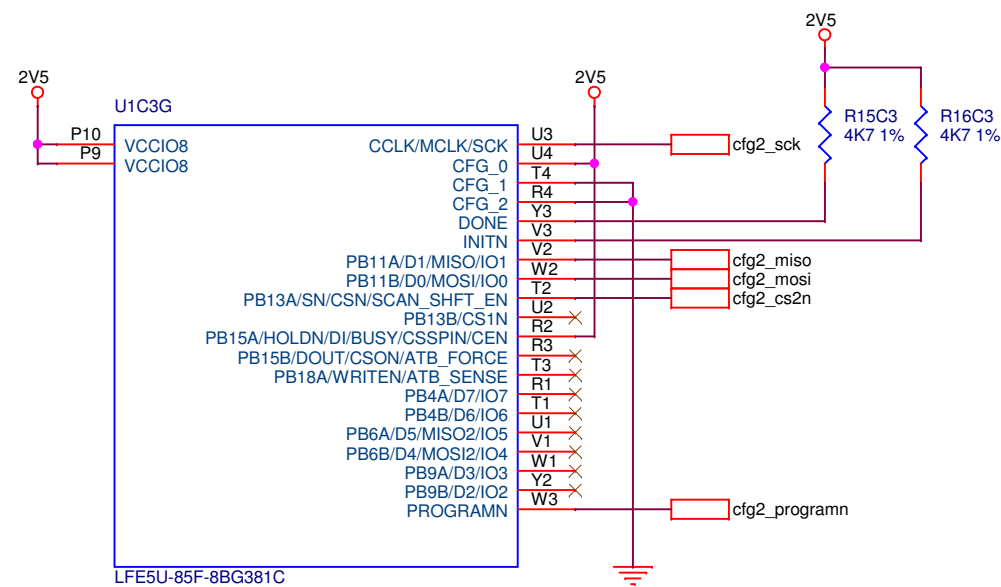 2V5
2V5
2V5
U1C3G
R15C3
4K7 1%
R16C3
4K7 1%
P10 VCCIO8
P9 VCCIO8
CCLK/MCLK/SCK U3 cfg2_sck
CFG_0 U4
CFG_1 T4
CFG_2 R4
DONE Y3
INITN V3
PB11A/D1/MISO/IO1 V2 cfg2_miso
PB11B/D0/MOSI/IO0 W2 cfg2_mosi
PB13A/SN/CSN/SCAN_SHFT_EN T2 cfg2_cs2n
PB13B/CS1N U2
PB15A/HOLDN/DI/BUSY/CSSPIN/CEN R2
PB15B/DOUT/CSON/ATB_FORCE R3
PB18A/WRITEN/ATB_SENSE T3
PB4A/D7/IO7 R1
PB4B/D6/IO6 T1
PB6A/D5/MISO2/IO5 U1
PB6B/D4/MOSI2/IO4 V1
PB9A/D3/IO3 W1
PB9B/D2/IO2 Y2
PROGRAMN W3 cfg2_programn
LFE5U-85F-8BG381C